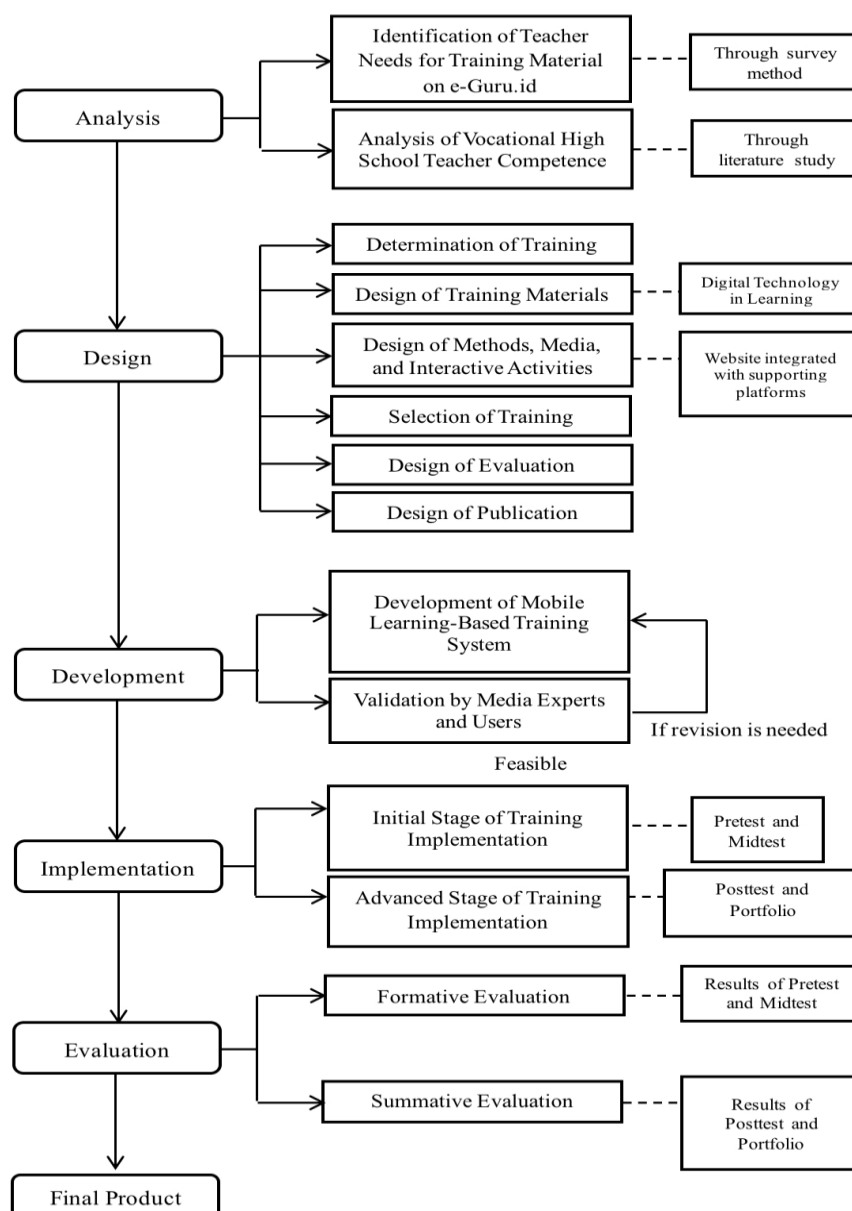 Identification of Teacher
Needs for Training Material
on e-Guru.id
Through survey
method
Analysis
Analysis of Vocational High
School Teacher Competence
Through
literature study
Determination of Training
Design of Training Materials
Digital Technology
in Learning
Design
Design of Methods, Media,
and Interactive Activities
Website integrated
with supporting
platforms
Selection of Training
Design of Evaluation
Design of Publication
Development of Mobile
Learning-Based Training
System
Development
Validation by Media Experts
and Users
If revision is needed
Feasible
Initial Stage of Training
Implementation
Pretest and
Midtest
Implementation
Advanced Stage of Training
Implementation
Posttest and
Portfolio
Formative Evaluation
Results of Pretest
and Midtest
Evaluation
Summative Evaluation
Results of
Posttest and
Portfolio
Final Product